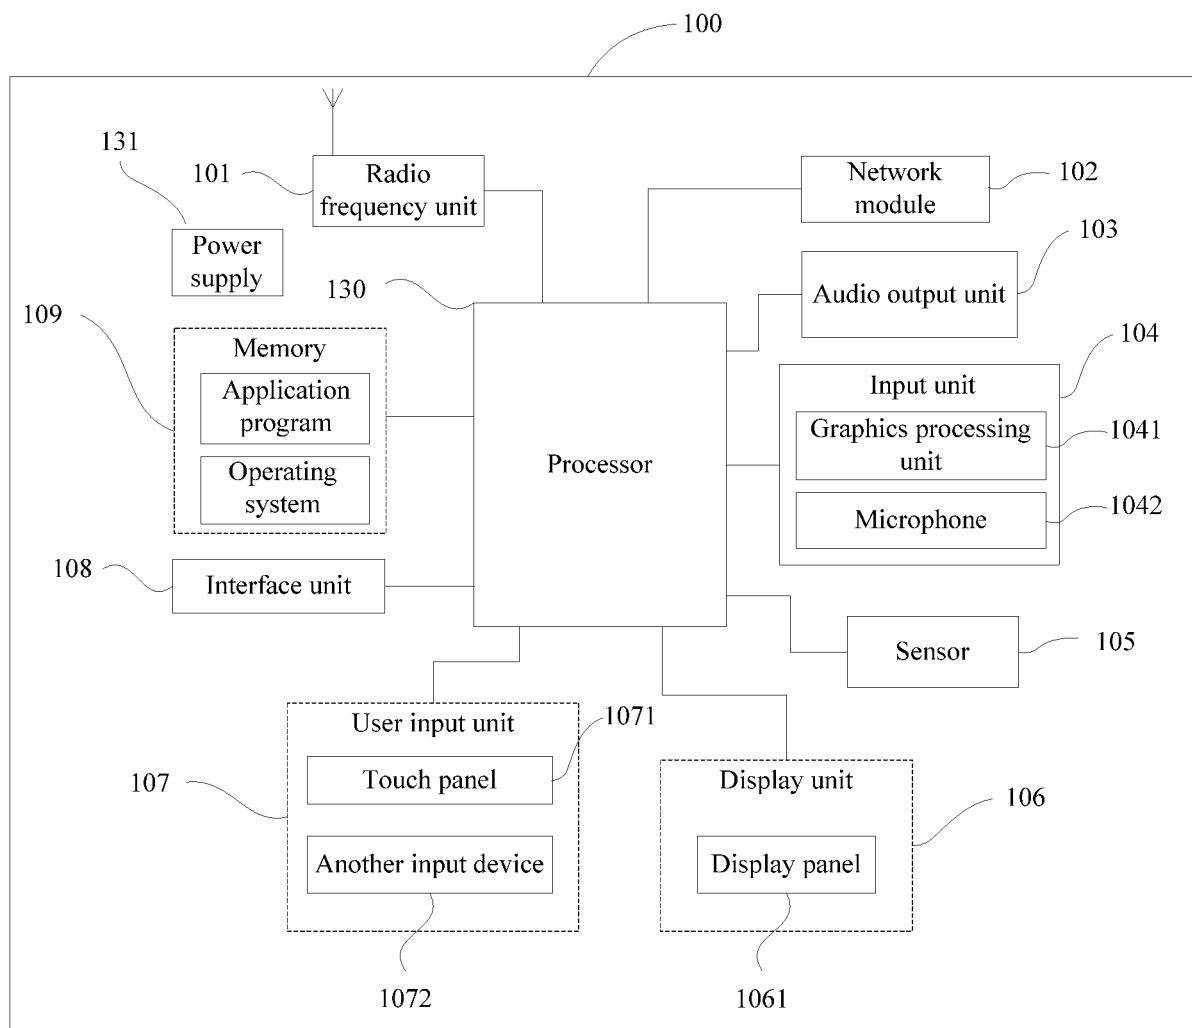 100
131
101
Radio
frequency unit
Network
module
102
Power
supply
103
Audio output unit
130
109
Memory
Application
program
Operating
system
104
Input unit
Graphics processing
unit
1041
Microphone
1042
Processor
108
Interface unit
Sensor
105
User input unit
1071
Touch panel
107
Another input device
1072
Display unit
106
Display panel
1061